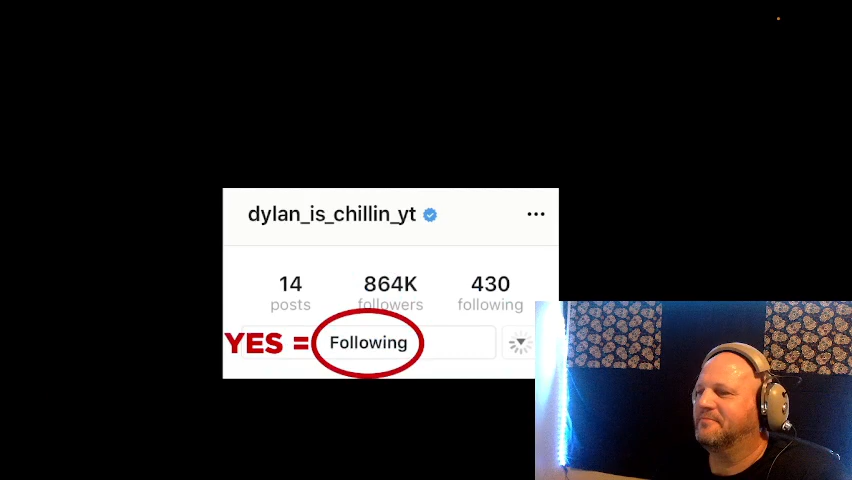 dylan_is_chillin_yt
14 864K 430
posts followers following
YES = Following